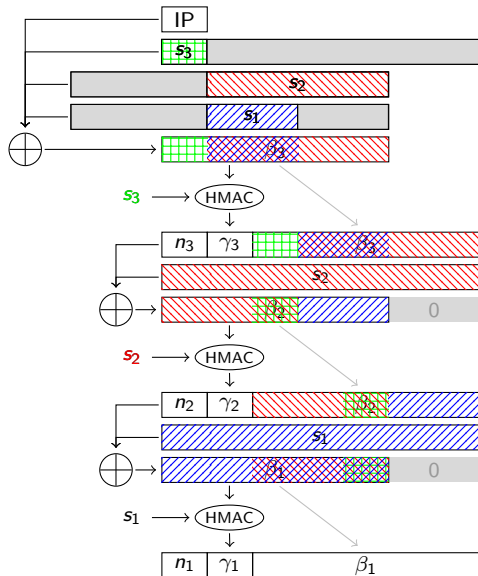 IP
s₃
s₂
s₁
β₃
s₃ HMAC
n₃ γ₃ β₃
s₂
β₂ 0
s₂ HMAC
n₂ γ₂ β₂
s₁
β₁ 0
s₁ HMAC
n₁ γ₁ β₁